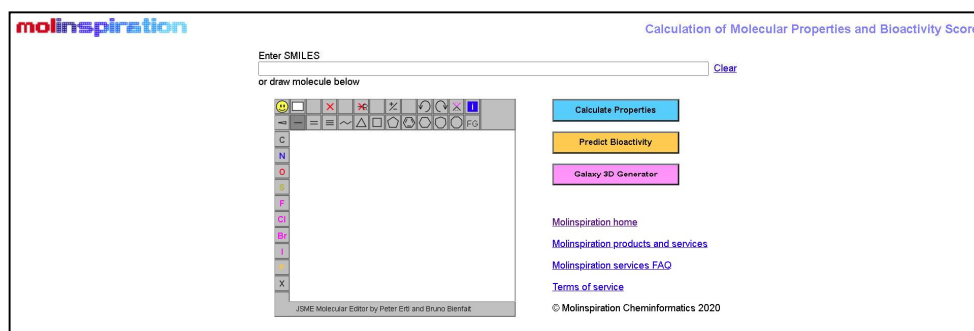 molinspiration
Calculation of Molecular Properties and Bioactivity Score
Enter SMILES
Clear
or draw molecule below
FG
C
N
O
S
F
Cl
Br
I
X
JSME Molecular Editor by Peter Ertl and Bruno Bienfait
Calculate Properties
Predict Bioactivity
Galaxy 3D Generator
Molinspiration home
Molinspiration products and services
Molinspiration services FAQ
Terms of service
© Molinspiration Cheminformatics 2020